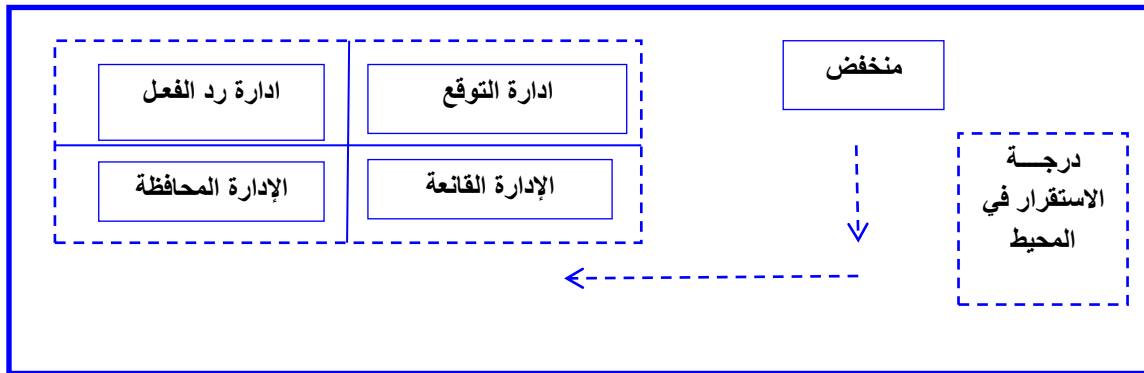 منخفض
ادارة التوقع
ادارة رد الفعل
درجـــة
الاستقرار في
المحيط
الإدارة القانعة
الإدارة المحافظة